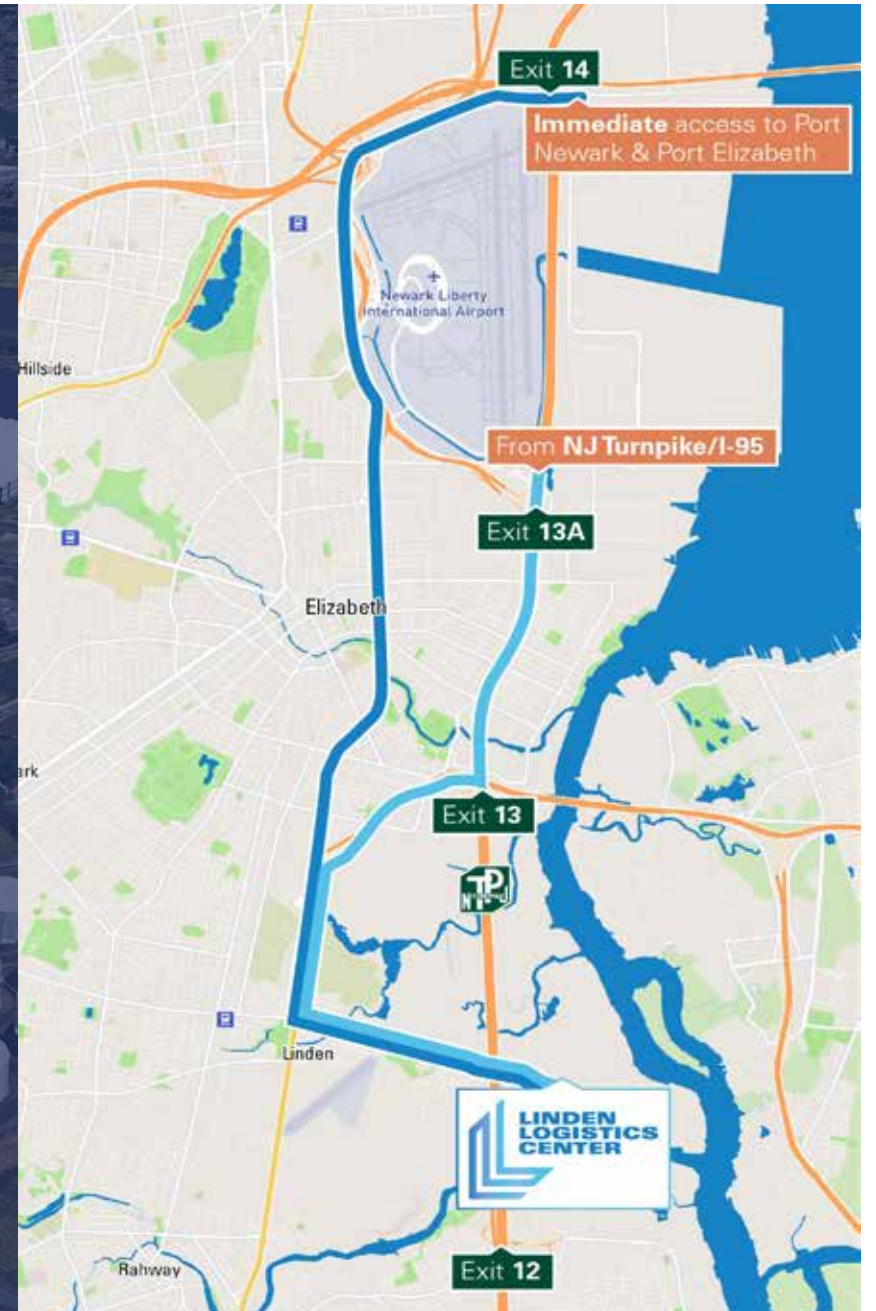 Exit 14
Immediate access to Port
Newark & Port Elizabeth
Newark Liberty
International Airport
Hillside
From NJ Turnpike/I-95
Exit 13A
Elizabeth
ark
Exit 13
Linden
LINDEN
LOGISTICS
CENTER
Rahway
Exit 12